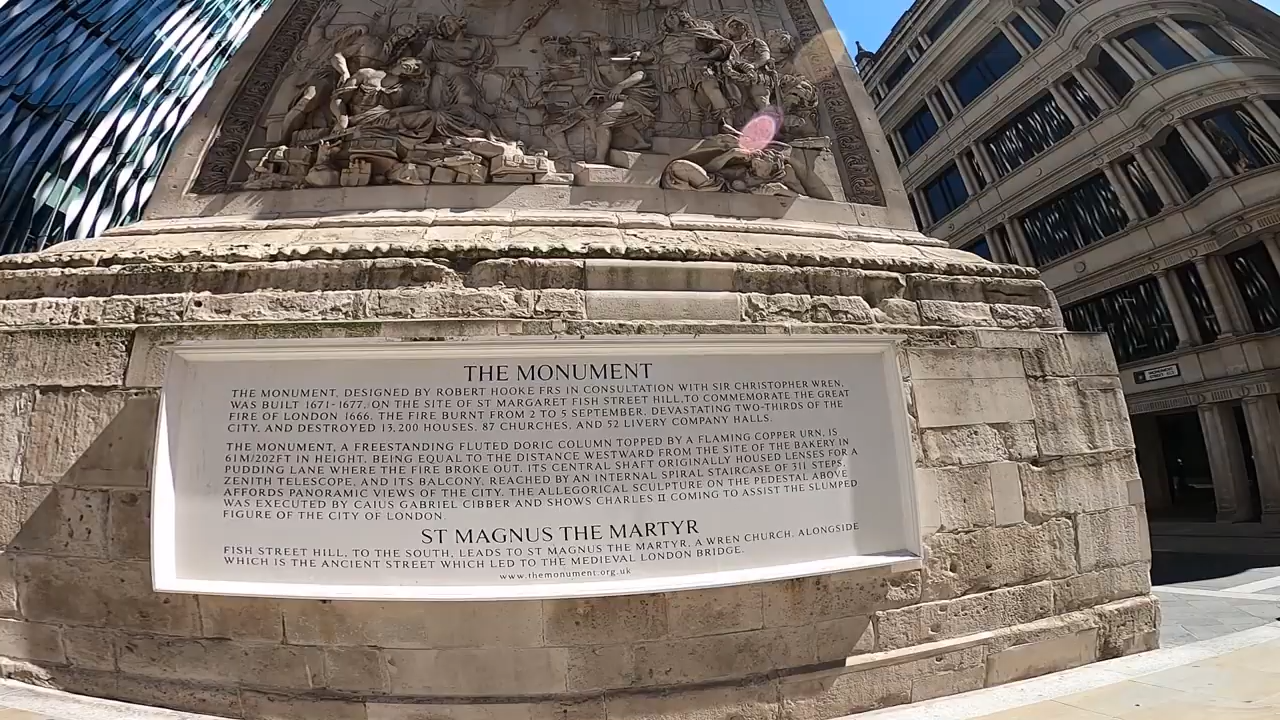 THE MONUMENT
THE MONUMENT, DESIGNED BY ROBERT HOOKE FRS IN CONSULTATION WITH SIR CHRISTOPHER WREN,
WAS BUILT 1671-1677, ON THE SITE OF ST MARGARET FISH STREET HILL, TO COMMEMORATE THE GREAT
FIRE OF LONDON 1666. THE FIRE BURNT FROM 2 TO 5 SEPTEMBER, DEVASTATING TWO-THIRDS OF THE
CITY, AND DESTROYED 13,200 HOUSES, 87 CHURCHES, AND 52 LIVERY COMPANY HALLS.
THE MONUMENT, A FREESTANDING FLUTED DORIC COLUMN TOPPED BY A FLAMING COPPER URN, IS
61M/202FT IN HEIGHT, BEING EQUAL TO THE DISTANCE WESTWARD FROM THE SITE OF THE BAKERY IN
PUDDING LANE WHERE THE FIRE BROKE OUT. ITS CENTRAL SHAFT ORIGINALLY HOUSED LENSES FOR A
ZENITH TELESCOPE, AND ITS BALCONY, REACHED BY AN INTERNAL SPIRAL STAIRCASE OF 311 STEPS,
AFFORDS PANORAMIC VIEWS OF THE CITY. THE ALLEGORICAL SCULPTURE ON THE PEDESTAL ABOVE
WAS EXECUTED BY CAIUS GABRIEL CIBBER AND SHOWS CHARLES II COMING TO ASSIST THE SLUMPED
FIGURE OF THE CITY OF LONDON.
ST MAGNUS THE MARTYR
FISH STREET HILL, TO THE SOUTH, LEADS TO ST MAGNUS THE MARTYR, A WREN CHURCH, ALONGSIDE
WHICH IS THE ANCIENT STREET WHICH LED TO THE MEDIEVAL LONDON BRIDGE.
www.themonument.org.uk
MONUMENT